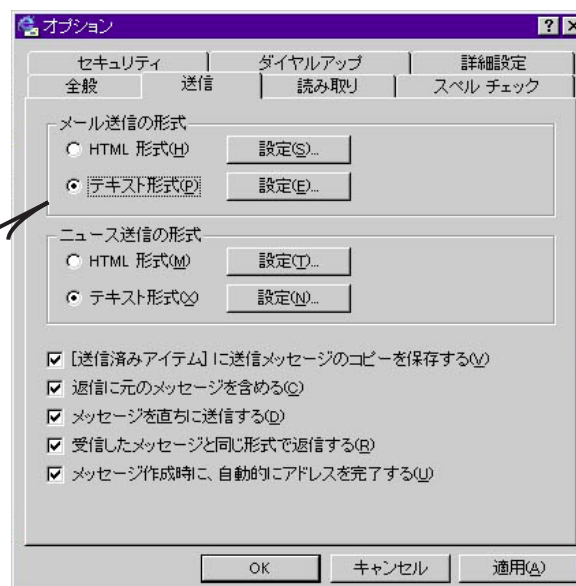 オプション
セキュリティ ダイヤルアップ 詳細設定
全般 送信 読み取り スペル チェック
メール送信の形式
HTML 形式(H) 設定(S)...
テキスト形式(P) 設定(E)...
ニュース送信の形式
HTML 形式(M) 設定(T)...
テキスト形式(X) 設定(N)...
[送信済みアイテム] に送信メッセージのコピーを保存する(V)
返信に元のメッセージを含める(C)
メッセージを直ちに送信する(D)
受信したメッセージと同じ形式で返信する(R)
メッセージ作成時に、自動的にアドレスを完了する(U)
OK キャンセル 適用(A)